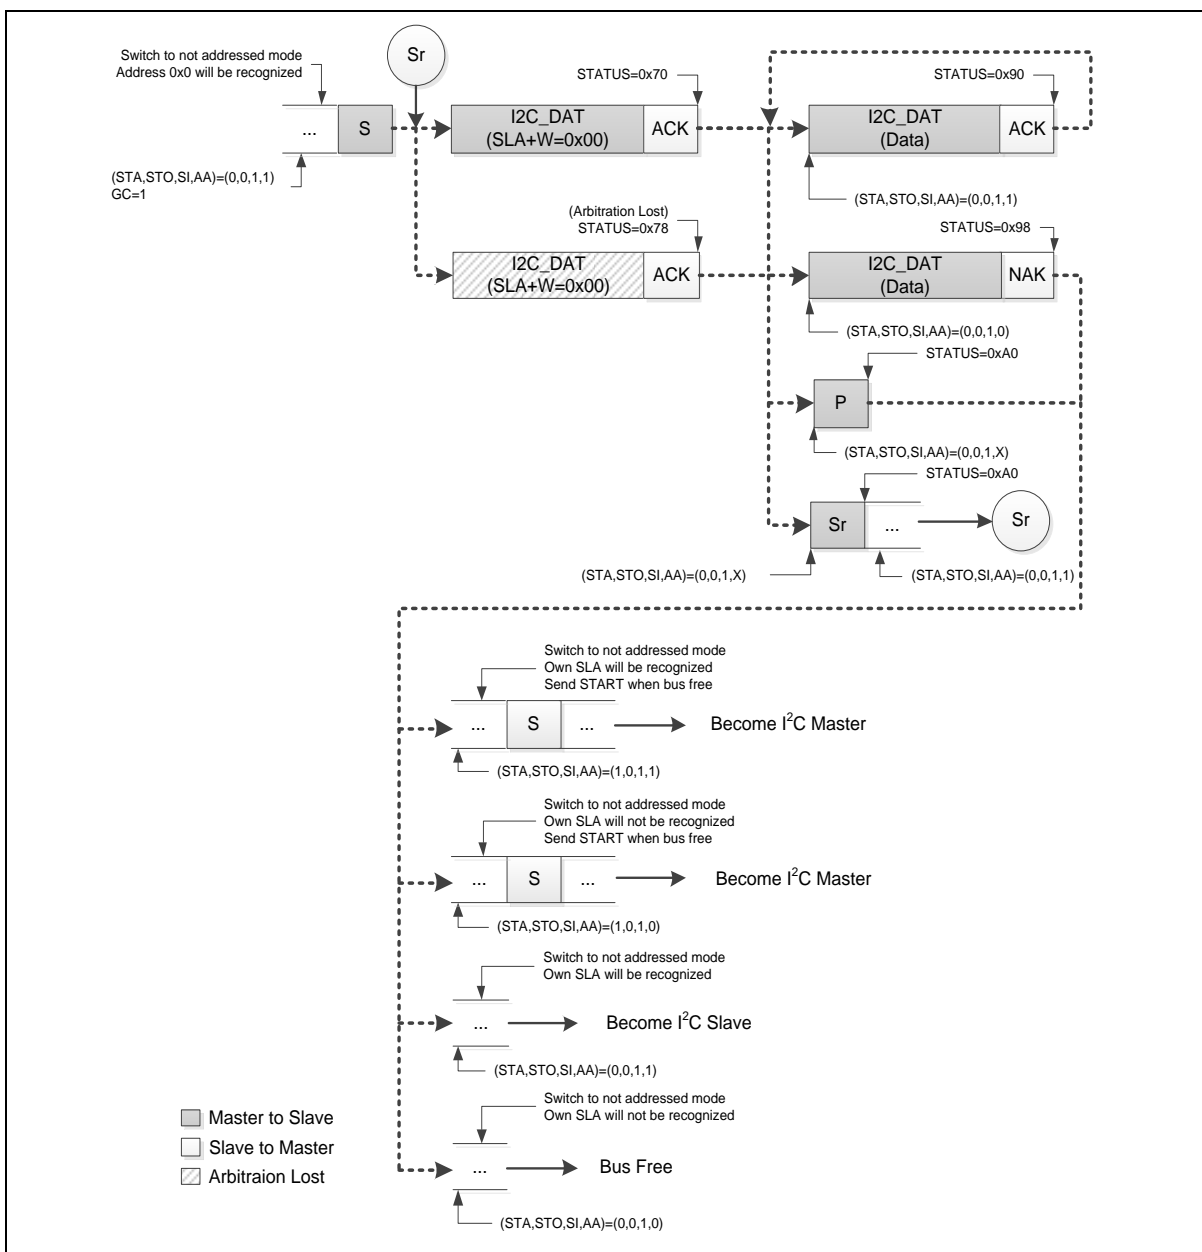 Switch to not addressed mode
Address 0x0 will be recognized
Sr
STATUS=0x70
STATUS=0x90
...
S
I2C_DAT
(SLA+W=0x00)
ACK
I2C_DAT
(Data)
ACK
(STA,STO,SI,AA)=(0,0,1,1)
GC=1
(STA,STO,SI,AA)=(0,0,1,1)
(Arbitration Lost)
STATUS=0x78
STATUS=0x98
I2C_DAT
(SLA+W=0x00)
ACK
I2C_DAT
(Data)
NAK
(STA,STO,SI,AA)=(0,0,1,0)
STATUS=0xA0
P
(STA,STO,SI,AA)=(0,0,1,X)
STATUS=0xA0
Sr
...
Sr
(STA,STO,SI,AA)=(0,0,1,X)
(STA,STO,SI,AA)=(0,0,1,1)
Switch to not addressed mode
Own SLA will be recognized
Send START when bus free
...
S
...
Become I²C Master
(STA,STO,SI,AA)=(1,0,1,1)
Switch to not addressed mode
Own SLA will not be recognized
Send START when bus free
...
S
...
Become I²C Master
(STA,STO,SI,AA)=(1,0,1,0)
Switch to not addressed mode
Own SLA will be recognized
...
Become I²C Slave
(STA,STO,SI,AA)=(0,0,1,1)
Switch to not addressed mode
Own SLA will not be recognized
...
Bus Free
(STA,STO,SI,AA)=(0,0,1,0)
Master to Slave
Slave to Master
Arbitraion Lost